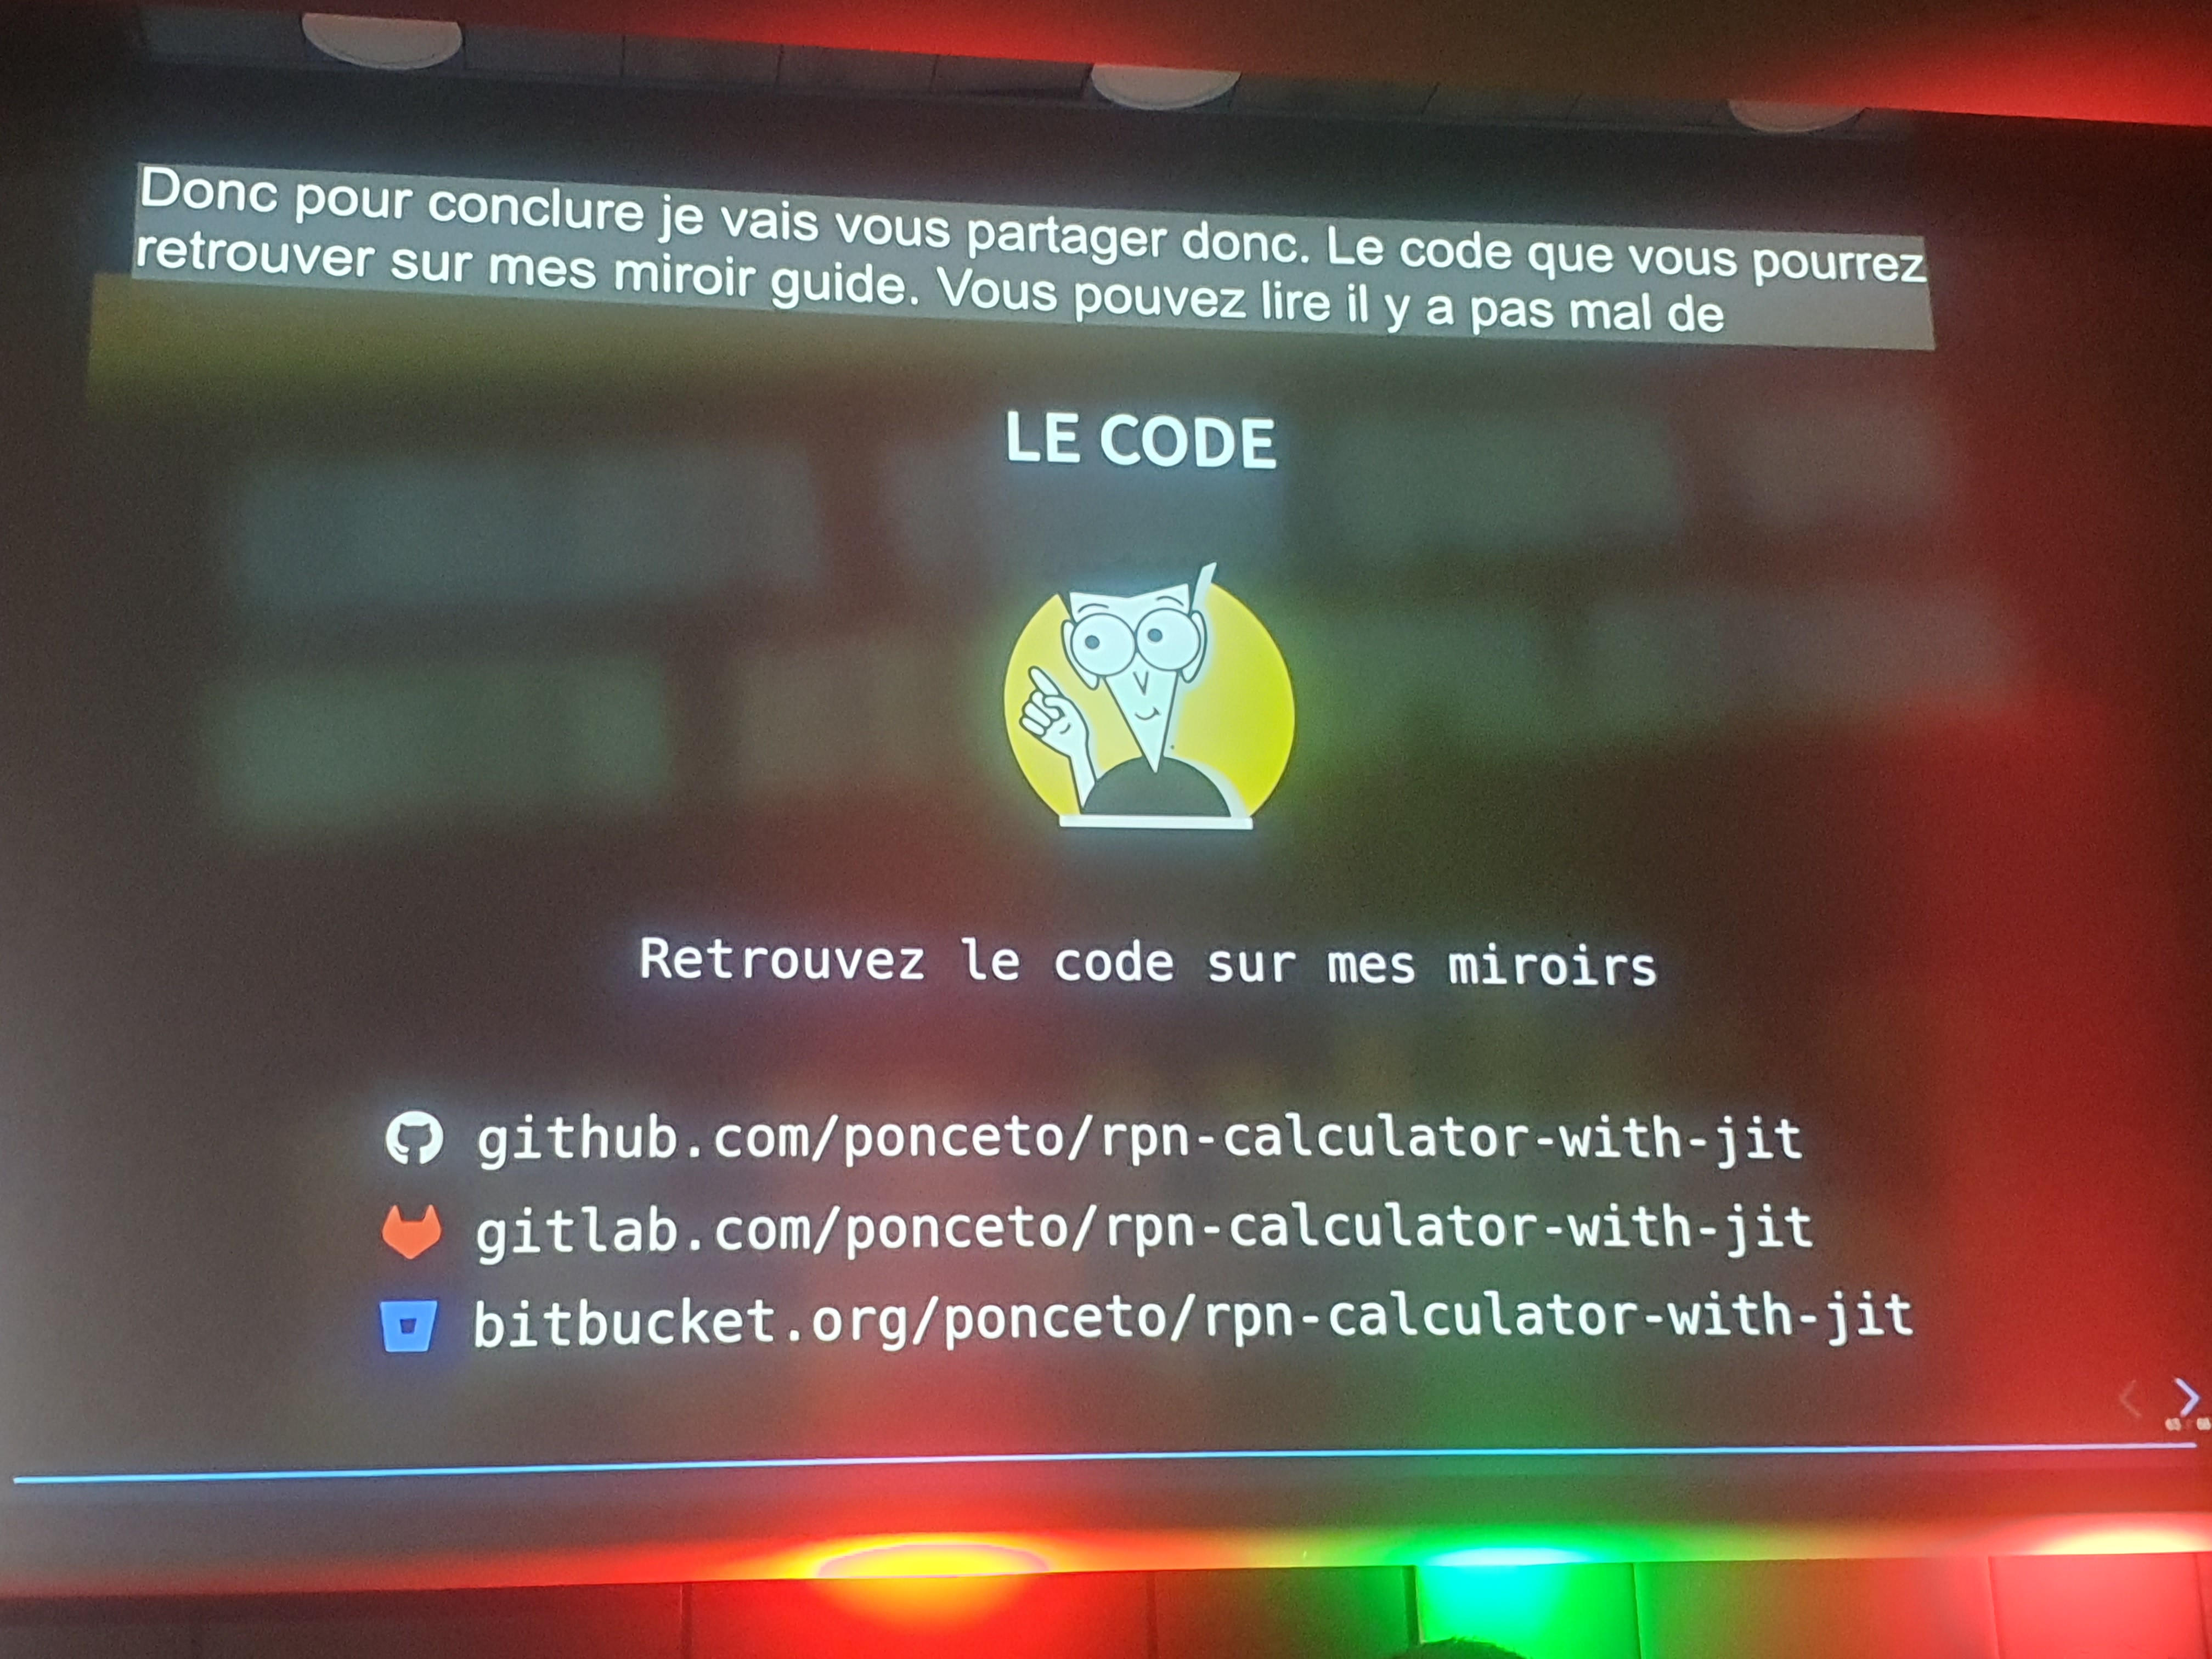 Donc pour conclure je vais vous partager donc. Le code que vous pourrez
retrouver sur mes miroir guide. Vous pouvez lire il y a pas mal de
LE CODE
Retrouvez le code sur mes miroirs
github.com/ponceto/rpn-calculator-with-jit
gitlab.com/ponceto/rpn-calculator-with-jit
bitbucket.org/ponceto/rpn-calculator-with-jit